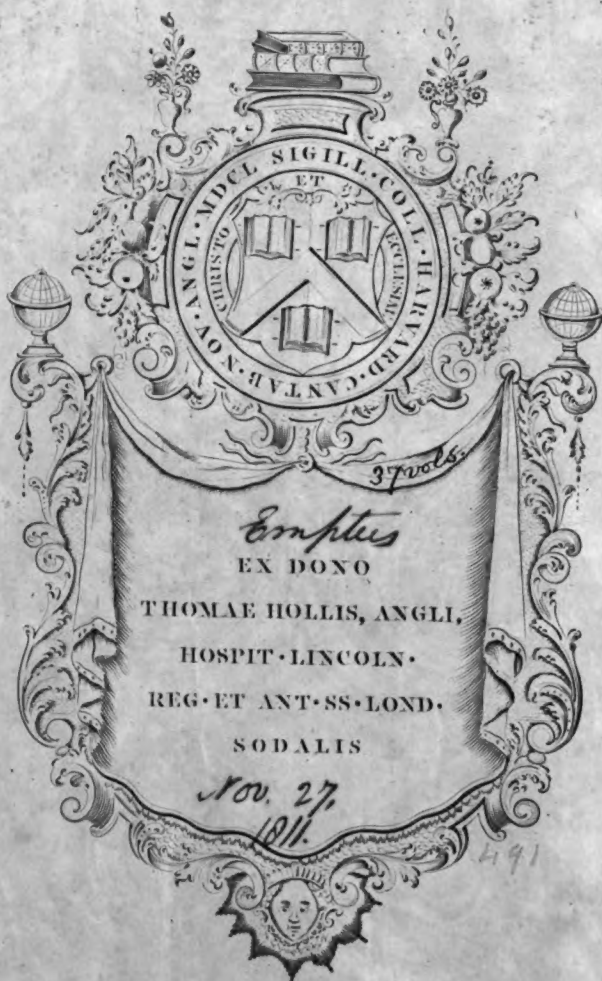 SIGILL·COLL·HARVARD·CANTAB·NOV·ANGL·MDCL
ET
CHRISTO
ECCLESIAE
37 vols.
Emptus
EX DONO
THOMAE HOLLIS, ANGLI,
HOSPIT·LINCOLN·
REG·ET ANT·SS·LOND·
SODALIS
Nov. 27,
1811.
491